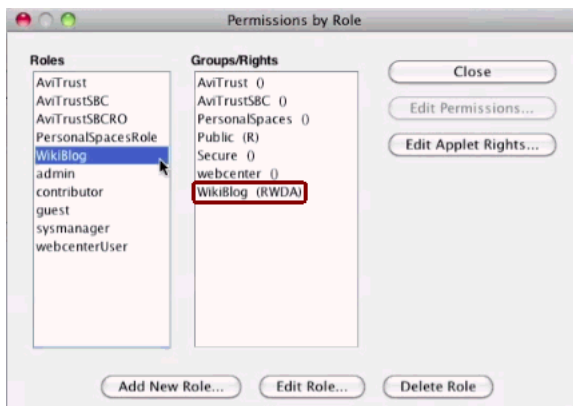 Permissions by Role
Roles
AviTrust
AviTrustSBC
AviTrustSBCRO
PersonalSpacesRole
WikiBlog
admin
contributor
guest
sysmanager
webcenterUser
Groups/Rights
AviTrust ()
AviTrustSBC ()
PersonalSpaces ()
Public (R)
Secure ()
webcenter ()
WikiBlog (RWDA)
Close
Edit Permissions...
Edit Applet Rights...
Add New Role...
Edit Role...
Delete Role